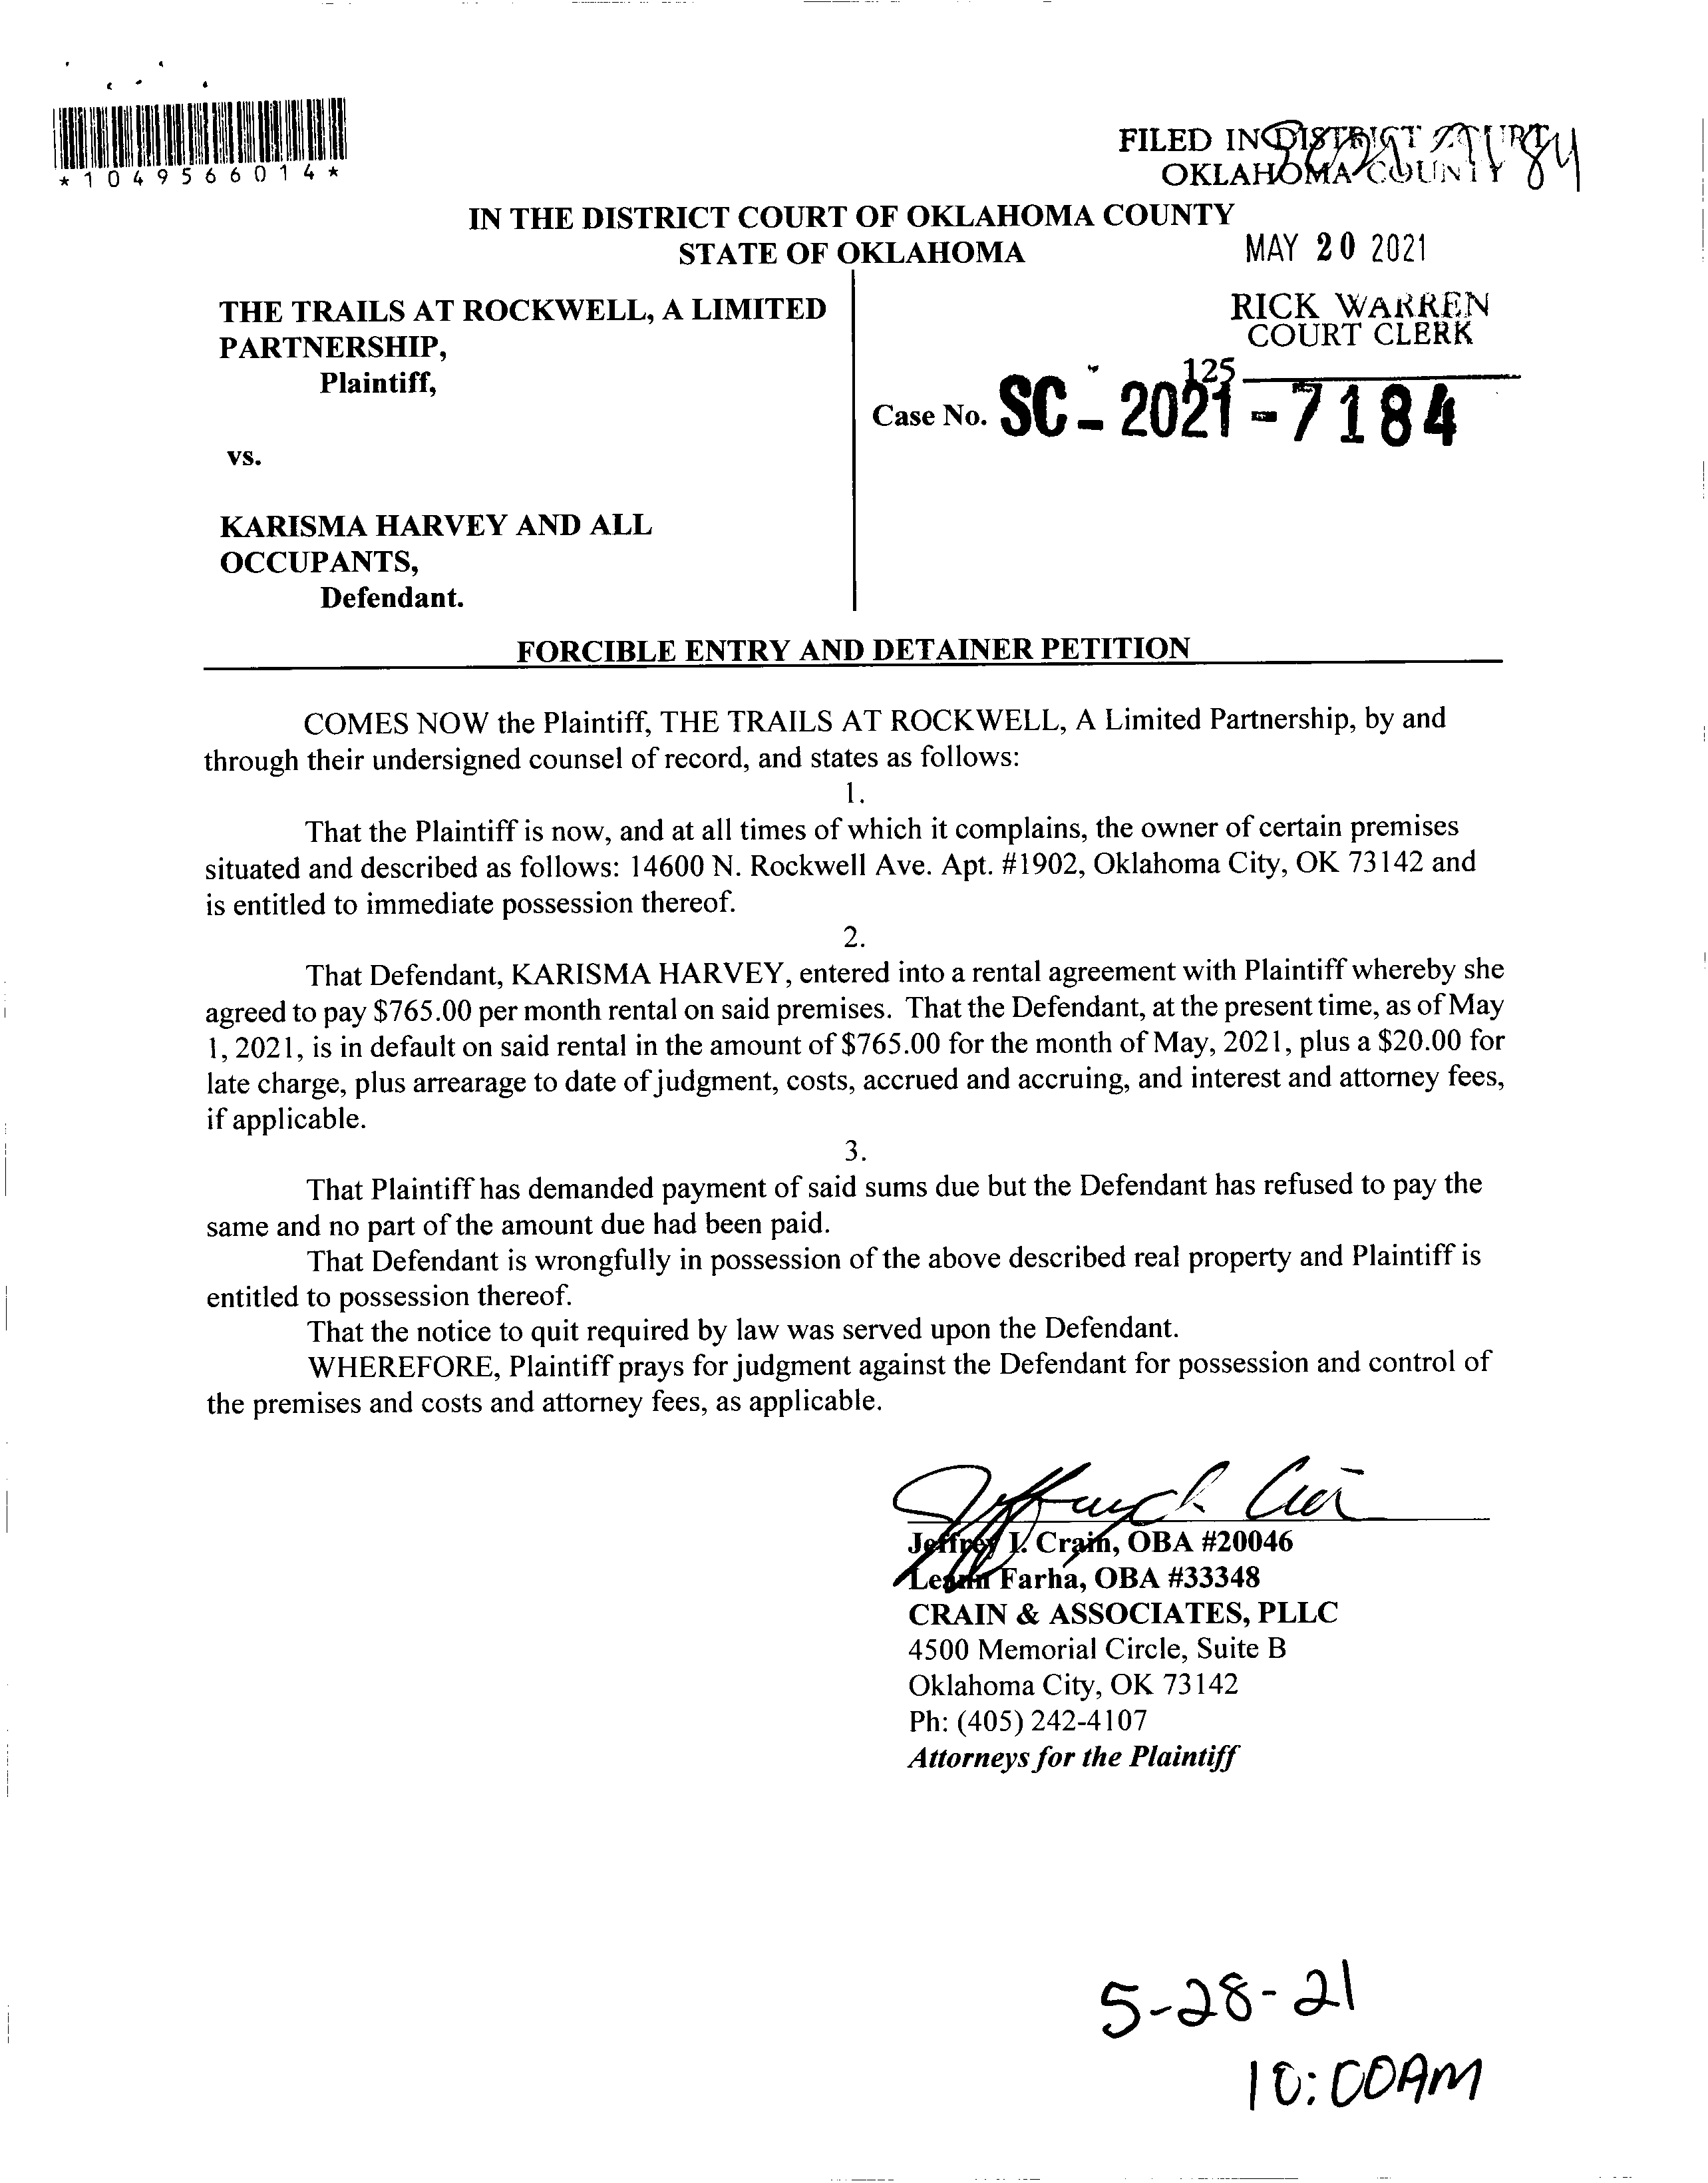 *1049566014*
FILED IN DISTRICT COURT
OKLAHOMA COUNTY
IN THE DISTRICT COURT OF OKLAHOMA COUNTY
STATE OF OKLAHOMA
MAY 20 2021
RICK WARREN
COURT CLERK
125
THE TRAILS AT ROCKWELL, A LIMITED
PARTNERSHIP,
Plaintiff,
Case No. SC-2021-7184
vs.
KARISMA HARVEY AND ALL
OCCUPANTS,
Defendant.
FORCIBLE ENTRY AND DETAINER PETITION
COMES NOW the Plaintiff, THE TRAILS AT ROCKWELL, A Limited Partnership, by and
through their undersigned counsel of record, and states as follows:
1.
That the Plaintiff is now, and at all times of which it complains, the owner of certain premises
situated and described as follows: 14600 N. Rockwell Ave. Apt. #1902, Oklahoma City, OK 73142 and
is entitled to immediate possession thereof.
2.
That Defendant, KARISMA HARVEY, entered into a rental agreement with Plaintiff whereby she
agreed to pay $765.00 per month rental on said premises. That the Defendant, at the present time, as of May
1, 2021, is in default on said rental in the amount of $765.00 for the month of May, 2021, plus a $20.00 for
late charge, plus arrearage to date of judgment, costs, accrued and accruing, and interest and attorney fees,
if applicable.
3.
That Plaintiff has demanded payment of said sums due but the Defendant has refused to pay the
same and no part of the amount due had been paid.
That Defendant is wrongfully in possession of the above described real property and Plaintiff is
entitled to possession thereof.
That the notice to quit required by law was served upon the Defendant.
WHEREFORE, Plaintiff prays for judgment against the Defendant for possession and control of
the premises and costs and attorney fees, as applicable.
Jeffrey I. Crain, OBA #20046
Leann Farha, OBA #33348
CRAIN & ASSOCIATES, PLLC
4500 Memorial Circle, Suite B
Oklahoma City, OK 73142
Ph: (405) 242-4107
Attorneys for the Plaintiff
5-28-21
10:00AM